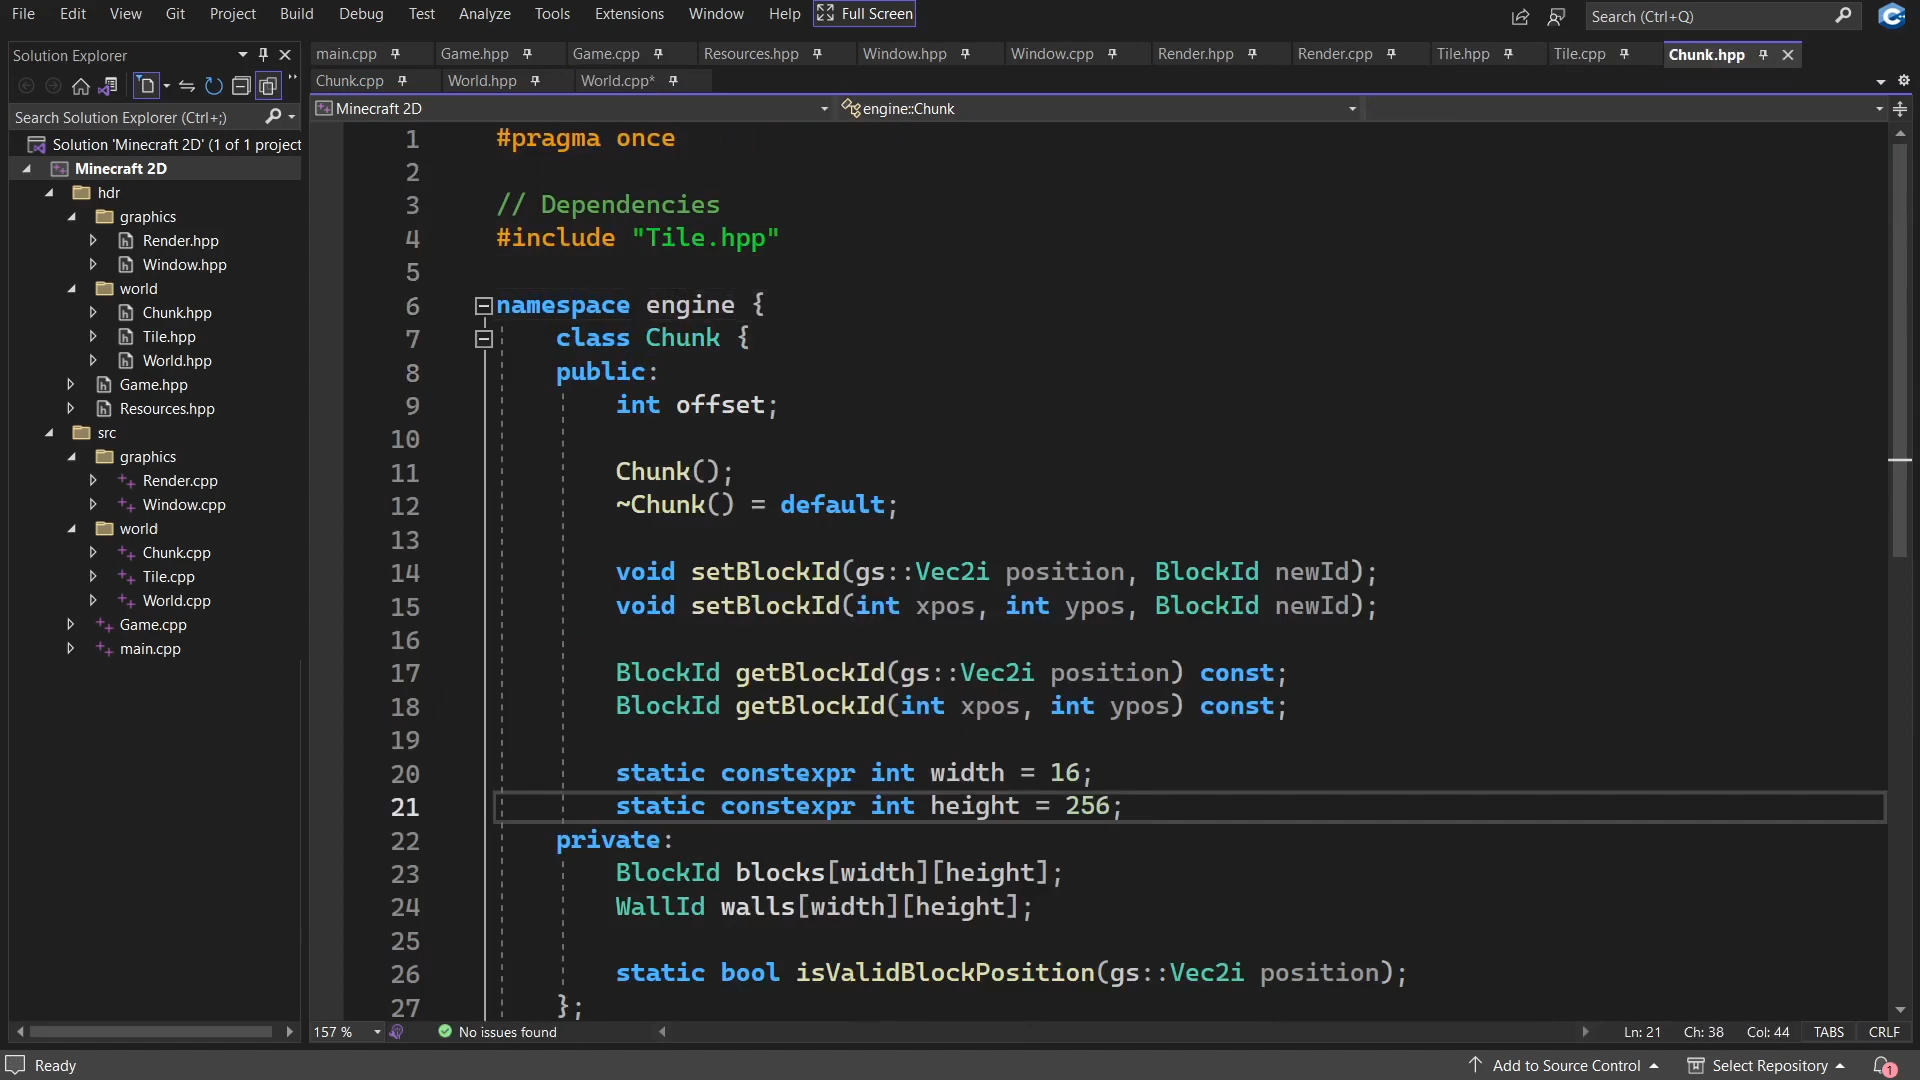 File Edit View Git Project Build Debug Test Analyze Tools Extensions Window Help Full Screen Search (Ctrl+Q)
Solution Explorer
main.cpp Game.hpp Game.cpp Resources.hpp Window.hpp Window.cpp Render.hpp Render.cpp Tile.hpp Tile.cpp Chunk.hpp
Chunk.cpp World.hpp World.cpp*
Search Solution Explorer (Ctrl+;)
Minecraft 2D engine::Chunk
Solution 'Minecraft 2D' (1 of 1 project
Minecraft 2D
hdr
graphics
Render.hpp
Window.hpp
world
Chunk.hpp
Tile.hpp
World.hpp
Game.hpp
Resources.hpp
src
graphics
Render.cpp
Window.cpp
world
Chunk.cpp
Tile.cpp
World.cpp
Game.cpp
main.cpp
1 #pragma once
2
3 // Dependencies
4 #include "Tile.hpp"
5
6 namespace engine {
7 class Chunk {
8 public:
9 int offset;
10
11 Chunk();
12 ~Chunk() = default;
13
14 void setBlockId(gs::Vec2i position, BlockId newId);
15 void setBlockId(int xpos, int ypos, BlockId newId);
16
17 BlockId getBlockId(gs::Vec2i position) const;
18 BlockId getBlockId(int xpos, int ypos) const;
19
20 static constexpr int width = 16;
21 static constexpr int height = 256;
22 private:
23 BlockId blocks[width][height];
24 WallId walls[width][height];
25
26 static bool isValidBlockPosition(gs::Vec2i position);
27 };
157 % No issues found Ln: 21 Ch: 38 Col: 44 TABS CRLF
Ready Add to Source Control Select Repository 1